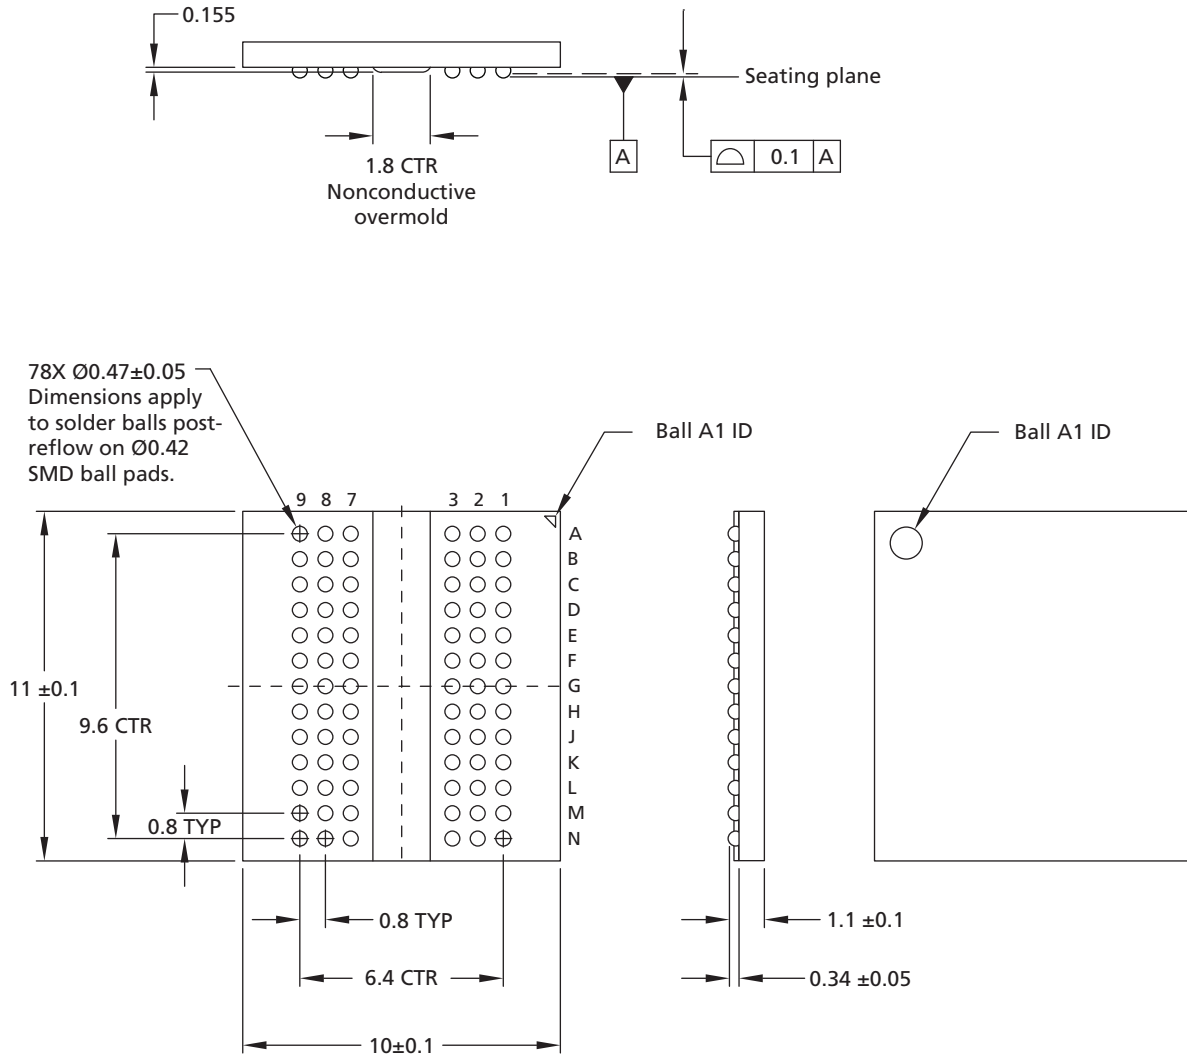 0.155
Seating plane
A
0.1 A
1.8 CTR
Nonconductive
overmold
78X Ø0.47±0.05
Dimensions apply
to solder balls post-
reflow on Ø0.42
SMD ball pads.
Ball A1 ID
Ball A1 ID
9 8 7 3 2 1
A
B
C
D
E
F
G
H
J
K
L
M
N
11 ±0.1
9.6 CTR
0.8 TYP
0.8 TYP
1.1 ±0.1
6.4 CTR
0.34 ±0.05
10±0.1